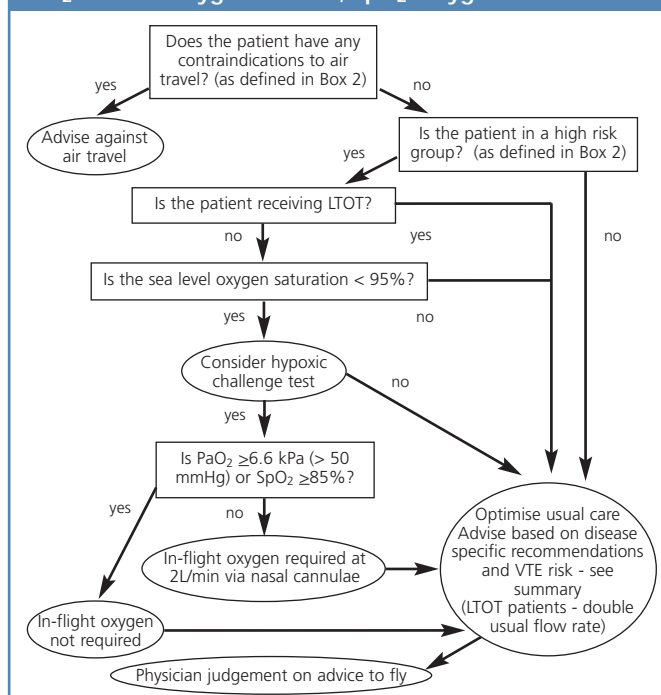 Does the patient have any
contraindications to air
travel? (as defined in Box 2)
yes
no
Advise against
air travel
Is the patient in a high risk
group? (as defined in Box 2)
yes
no
Is the patient receiving LTOT?
no
yes
Is the sea level oxygen saturation < 95%?
yes
no
Consider hypoxic
challenge test
no
yes
Is PaO₂ ≥6.6 kPa (> 50
mmHg) or SpO₂ ≥85%?
yes
no
In-flight oxygen required at
2L/min via nasal cannulae
In-flight oxygen
not required
Optimise usual care
Advise based on disease
specific recommendations
and VTE risk - see
summary
(LTOT patients - double
usual flow rate)
Physician judgement on advice to fly